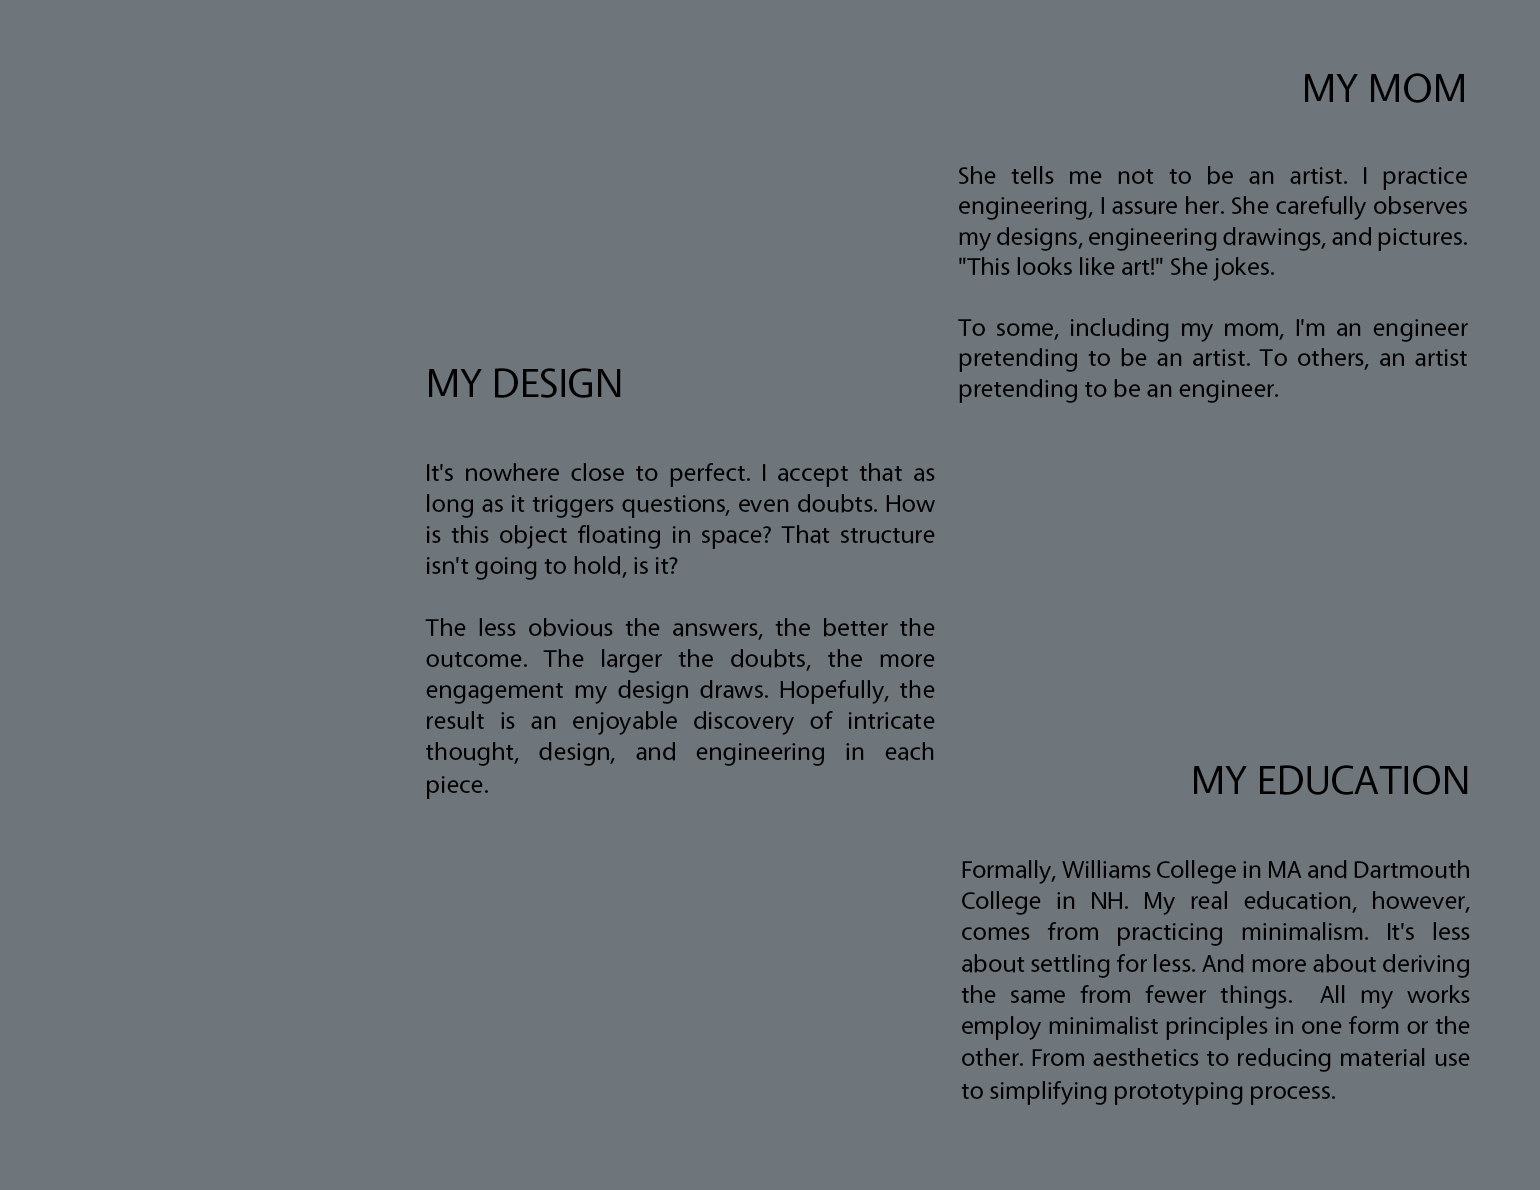 MY MOM
She tells me not to be an artist. I practice
engineering, I assure her. She carefully observes
my designs, engineering drawings, and pictures.
"This looks like art!" She jokes.
To some, including my mom, I'm an engineer
pretending to be an artist. To others, an artist
pretending to be an engineer.
MY DESIGN
It's nowhere close to perfect. I accept that as
long as it triggers questions, even doubts. How
is this object floating in space? That structure
isn't going to hold, is it?
The less obvious the answers, the better the
outcome. The larger the doubts, the more
engagement my design draws. Hopefully, the
result is an enjoyable discovery of intricate
thought, design, and engineering in each
piece.
MY EDUCATION
Formally, Williams College in MA and Dartmouth
College in NH. My real education, however,
comes from practicing minimalism. It's less
about settling for less. And more about deriving
the same from fewer things.  All my works
employ minimalist principles in one form or the
other. From aesthetics to reducing material use
to simplifying prototyping process.